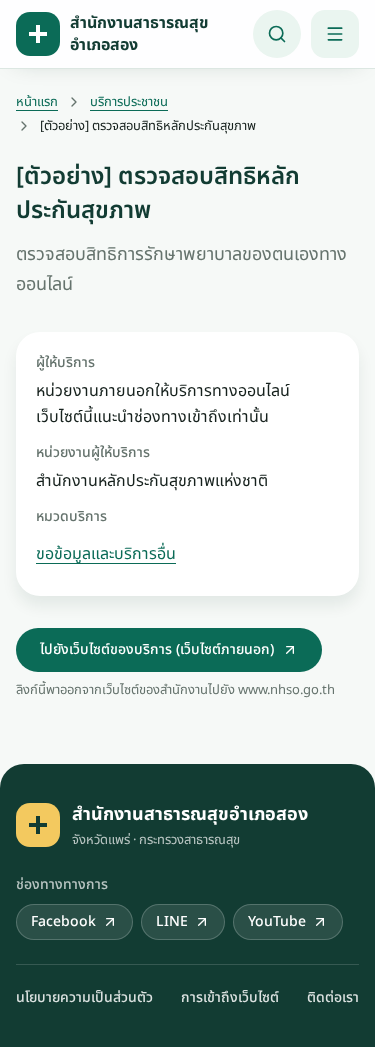 สำนักงานสาธารณสุข
อำเภอสอง
หน้าแรก
บริการประชาชน
[ตัวอย่าง] ตรวจสอบสิทธิหลักประกันสุขภาพ
[ตัวอย่าง] ตรวจสอบสิทธิหลัก
ประกันสุขภาพ
ตรวจสอบสิทธิการรักษาพยาบาลของตนเองทาง
ออนไลน์
ผู้ให้บริการ
หน่วยงานภายนอกให้บริการทางออนไลน์
เว็บไซต์นี้แนะนำช่องทางเข้าถึงเท่านั้น
หน่วยงานผู้ให้บริการ
สำนักงานหลักประกันสุขภาพแห่งชาติ
หมวดบริการ
ขอข้อมูลและบริการอื่น
ไปยังเว็บไซต์ของบริการ (เว็บไซต์ภายนอก)
ลิงก์นี้พาออกจากเว็บไซต์ของสำนักงานไปยัง www.nhso.go.th
สำนักงานสาธารณสุขอำเภอสอง
จังหวัดแพร่ · กระทรวงสาธารณสุข
ช่องทางทางการ
Facebook
LINE
YouTube
นโยบายความเป็นส่วนตัว
การเข้าถึงเว็บไซต์
ติดต่อเรา